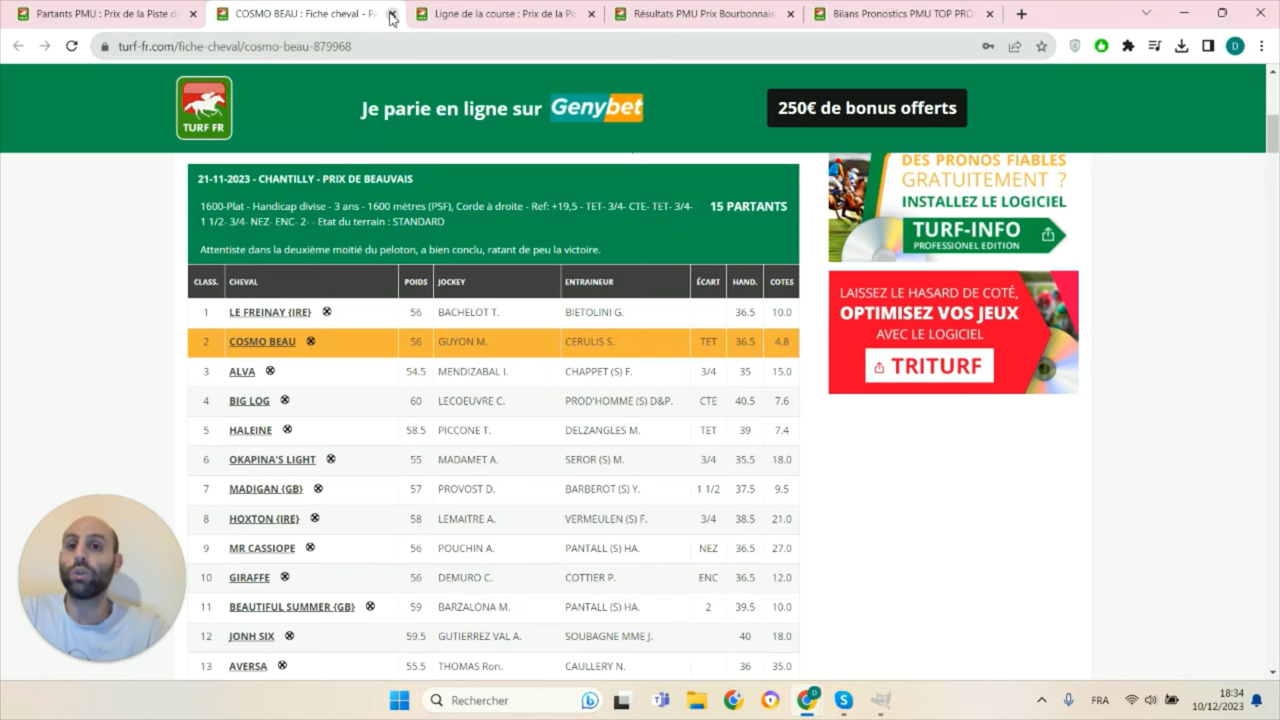 Partants PMU : Prix de la Piste d
COSMO BEAU : Fiche cheval - P
Ligne de la course : Prix de la Pi
Résultats PMU Prix Bourbonnais
Bilans Pronostics PMU TOP PRO
turf-fr.com/fiche-cheval/cosmo-beau-879968
D
TURF FR
Je parie en ligne sur Genybet
250€ de bonus offerts
21-11-2023 - CHANTILLY - PRIX DE BEAUVAIS
1600-Plat - Handicap divise - 3 ans - 1600 mètres (PSF), Corde à droite - Ref: +19,5 - TET- 3/4- CTE- TET- 3/4-
1 1/2- 3/4- NEZ- ENC- 2- - Etat du terrain : STANDARD
15 PARTANTS
Attentiste dans la deuxième moitié du peloton, a bien conclu, ratant de peu la victoire.
CLASS. CHEVAL POIDS JOCKEY ENTRAINEUR ÉCART HAND. COTES
1 LE FREINAY {IRE} 56 BACHELOT T. BIETOLINI G. 36.5 10.0
2 COSMO BEAU 56 GUYON M. CERULIS S. TET 36.5 4.8
3 ALVA 54.5 MENDIZABAL I. CHAPPET (S) F. 3/4 35 15.0
4 BIG LOG 60 LECOEUVRE C. PROD'HOMME (S) D&P. CTE 40.5 7.6
5 HALEINE 58.5 PICCONE T. DELZANGLES M. TET 39 7.4
6 OKAPINA'S LIGHT 55 MADAMET A. SEROR (S) M. 3/4 35.5 18.0
7 MADIGAN {GB} 57 PROVOST D. BARBEROT (S) Y. 1 1/2 37.5 9.5
8 HOXTON {IRE} 58 LEMAITRE A. VERMEULEN (S) F. 3/4 38.5 21.0
9 MR CASSIOPE 56 POUCHIN A. PANTALL (S) HA. NEZ 36.5 27.0
10 GIRAFFE 56 DEMURO C. COTTIER P. ENC 36.5 12.0
11 BEAUTIFUL SUMMER {GB} 59 BARZALONA M. PANTALL (S) HA. 2 39.5 10.0
12 JONH SIX 59.5 GUTIERREZ VAL A. SOUBAGNE MME J. 40 18.0
13 AVERSA 55.5 THOMAS Ron. CAULLERY N. 36 35.0
DES PRONOS FIABLES
GRATUITEMENT ?
INSTALLEZ LE LOGICIEL
TURF-INFO
PROFESSIONEL EDITION
LAISSEZ LE HASARD DE COTÉ,
OPTIMISEZ VOS JEUX
AVEC LE LOGICIEL
TRITURF
Rechercher
FRA
18:34
10/12/2023